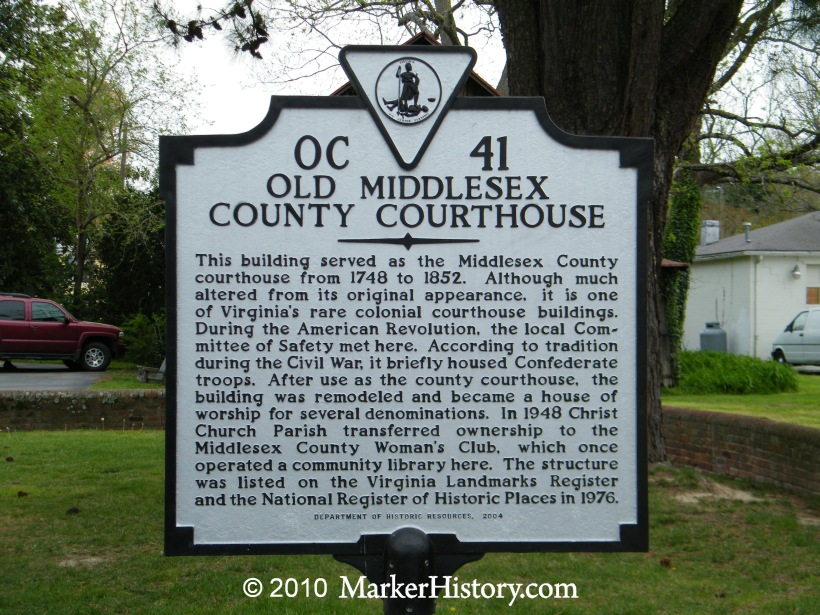 OC 41
OLD MIDDLESEX
COUNTY COURTHOUSE
This building served as the Middlesex County
courthouse from 1748 to 1852. Although much
altered from its original appearance, it is one
of Virginia's rare colonial courthouse buildings.
During the American Revolution, the local Com-
mittee of Safety met here. According to tradition
during the Civil War, it briefly housed Confederate
troops. After use as the county courthouse, the
building was remodeled and became a house of
worship for several denominations. In 1948 Christ
Church Parish transferred ownership to the
Middlesex County Woman's Club, which once
operated a community library here. The structure
was listed on the Virginia Landmarks Register
and the National Register of Historic Places in 1976.
DEPARTMENT OF HISTORIC RESOURCES, 2004
© 2010 MarkerHistory.com